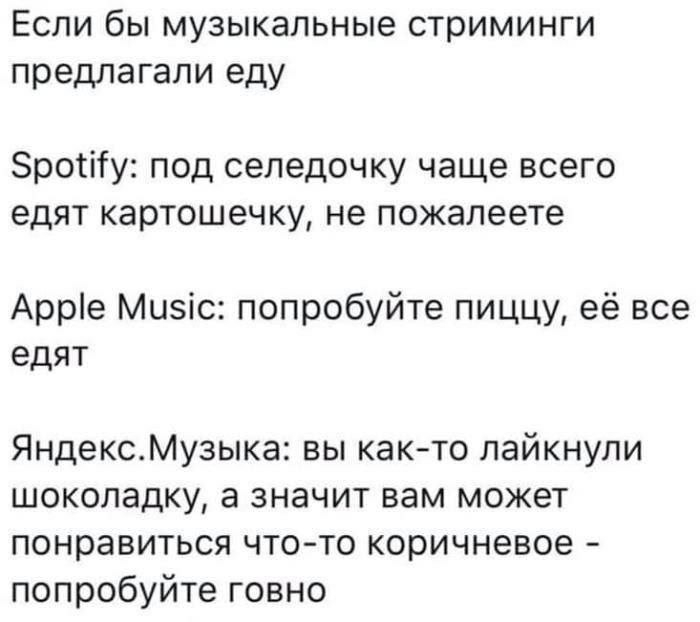 Если бы музыкальные стриминги
предлагали еду
Spotify: под селедочку чаще всего
едят картошечку, не пожалеете
Apple Music: попробуйте пиццу, её все
едят
Яндекс.Музыка: вы как-то лайкнули
шоколадку, а значит вам может
понравиться что-то коричневое -
попробуйте говно